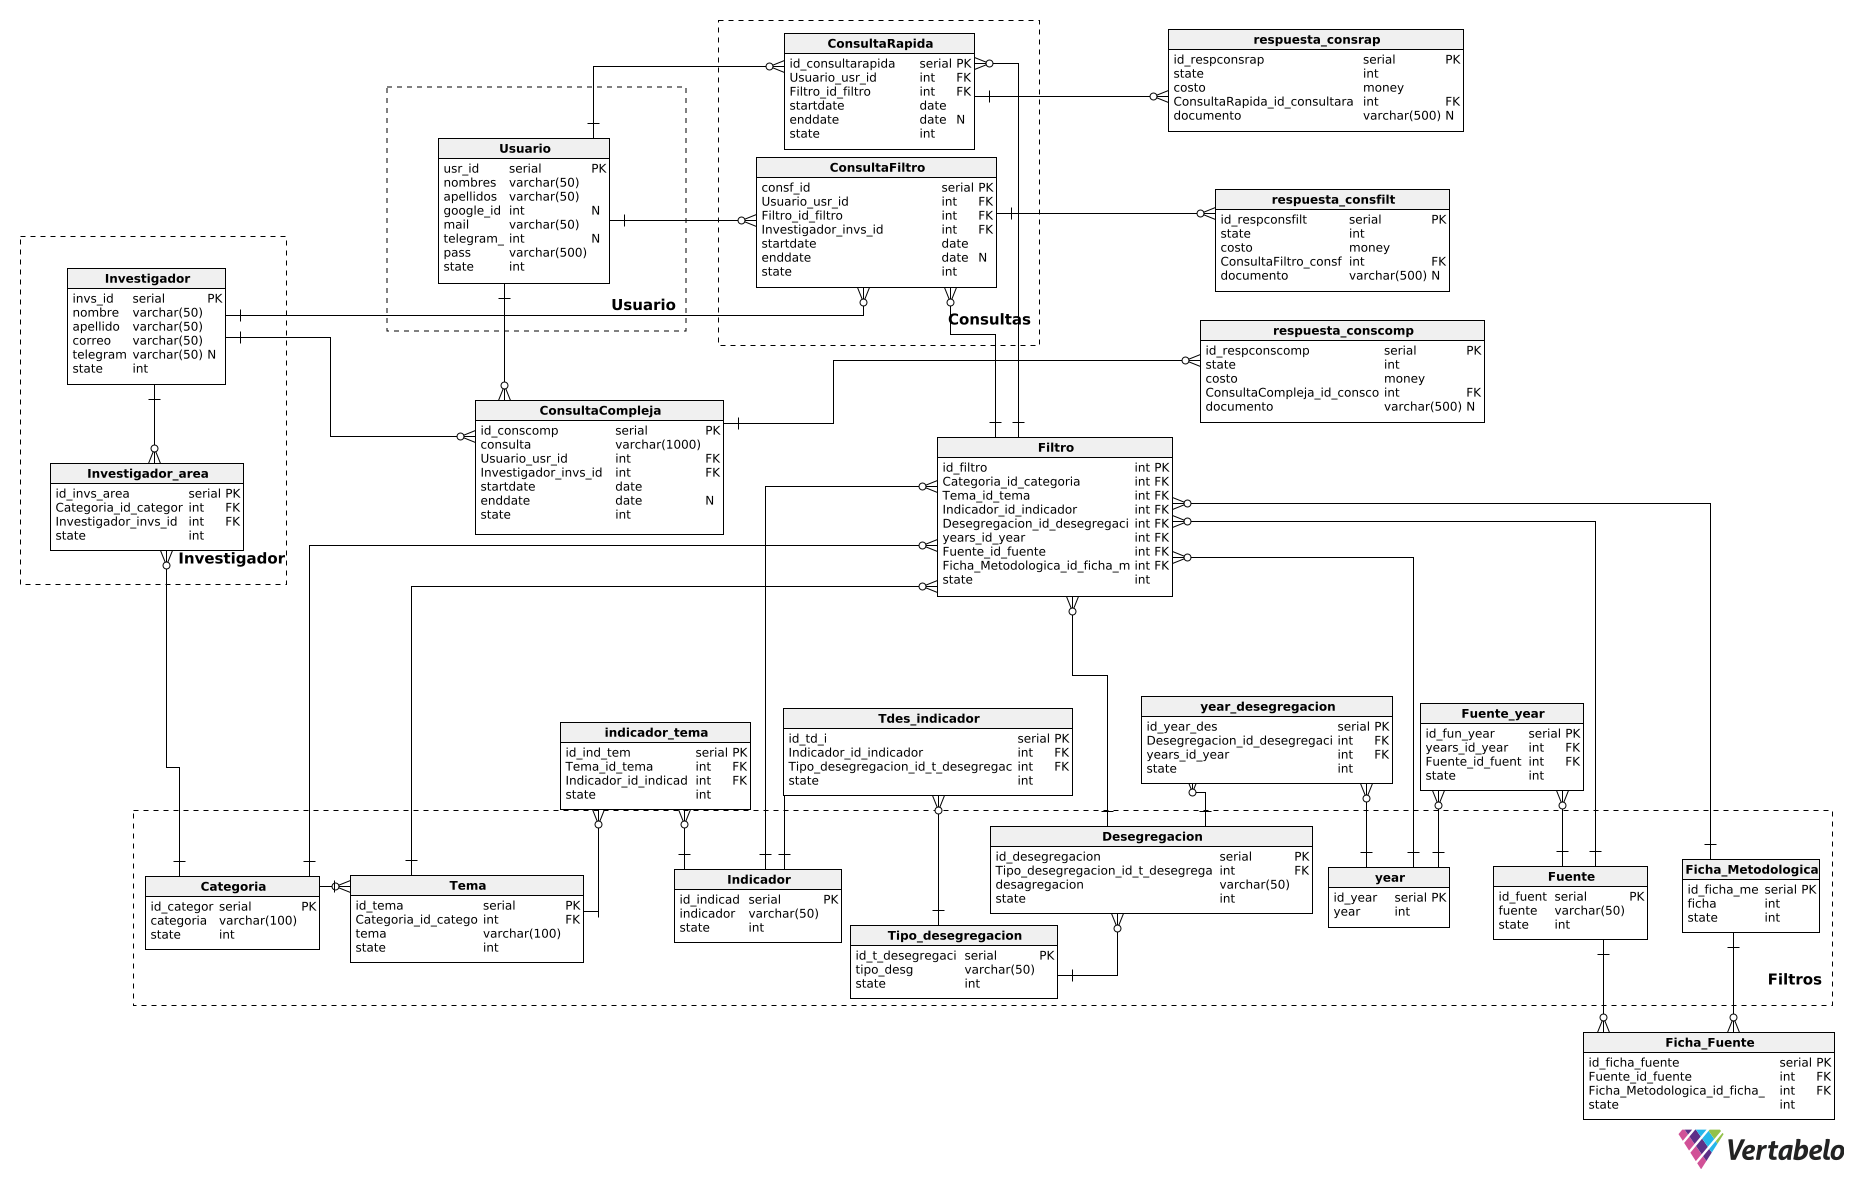 ConsultaRapida
id_consultarapida serial PK
Usuario_usr_id int FK
Filtro_id_filtro int FK
startdate date
enddate date N
state int
respuesta_consrap
id_respconsrap serial PK
state int
costo money
ConsultaRapida_id_consultara int FK
documento varchar(500) N
Usuario
usr_id serial PK
nombres varchar(50)
apellidos varchar(50)
google_id int N
mail varchar(50)
telegram_ int N
pass varchar(500)
state int
Usuario
ConsultaFiltro
consf_id serial PK
Usuario_usr_id int FK
Filtro_id_filtro int FK
Investigador_invs_id int FK
startdate date
enddate date N
state int
Consultas
respuesta_consfilt
id_respconsfilt serial PK
state int
costo money
ConsultaFiltro_consf int FK
documento varchar(500) N
Investigador
invs_id serial PK
nombre varchar(50)
apellido varchar(50)
correo varchar(50)
telegram varchar(50) N
state int
respuesta_conscomp
id_respconscomp serial PK
state int
costo money
ConsultaCompleja_id_consco int FK
documento varchar(500) N
ConsultaCompleja
id_conscomp serial PK
consulta varchar(1000)
Usuario_usr_id int FK
Investigador_invs_id int FK
startdate date
enddate date N
state int
Investigador_area
id_invs_area serial PK
Categoria_id_categor int FK
Investigador_invs_id int FK
state int
Investigador
Filtro
id_filtro int PK
Categoria_id_categoria int FK
Tema_id_tema int FK
Indicador_id_indicador int FK
Desegregacion_id_desegregaci int FK
years_id_year int FK
Fuente_id_fuente int FK
Ficha_Metodologica_id_ficha_m int FK
state int
indicador_tema
id_ind_tem serial PK
Tema_id_tema int FK
Indicador_id_indicad int FK
state int
Tdes_indicador
id_td_i serial PK
Indicador_id_indicador int FK
Tipo_desegregacion_id_t_desegregac int FK
state int
year_desegregacion
id_year_des serial PK
Desegregacion_id_desegregaci int FK
years_id_year int FK
state int
Fuente_year
id_fun_year serial PK
years_id_year int FK
Fuente_id_fuent int FK
state int
Categoria
id_categor serial PK
categoria varchar(100)
state int
Tema
id_tema serial PK
Categoria_id_catego int FK
tema varchar(100)
state int
Indicador
id_indicad serial PK
indicador varchar(50)
state int
Desegregacion
id_desegregacion serial PK
Tipo_desegregacion_id_t_desegrega int FK
desagregacion varchar(50)
state int
Tipo_desegregacion
id_t_desegregaci serial PK
tipo_desg varchar(50)
state int
year
id_year serial PK
year int
Fuente
id_fuent serial PK
fuente varchar(50)
state int
Ficha_Metodologica
id_ficha_me serial PK
ficha int
state int
Filtros
Ficha_Fuente
id_ficha_fuente serial PK
Fuente_id_fuente int FK
Ficha_Metodologica_id_ficha_ int FK
state int
Vertabelo